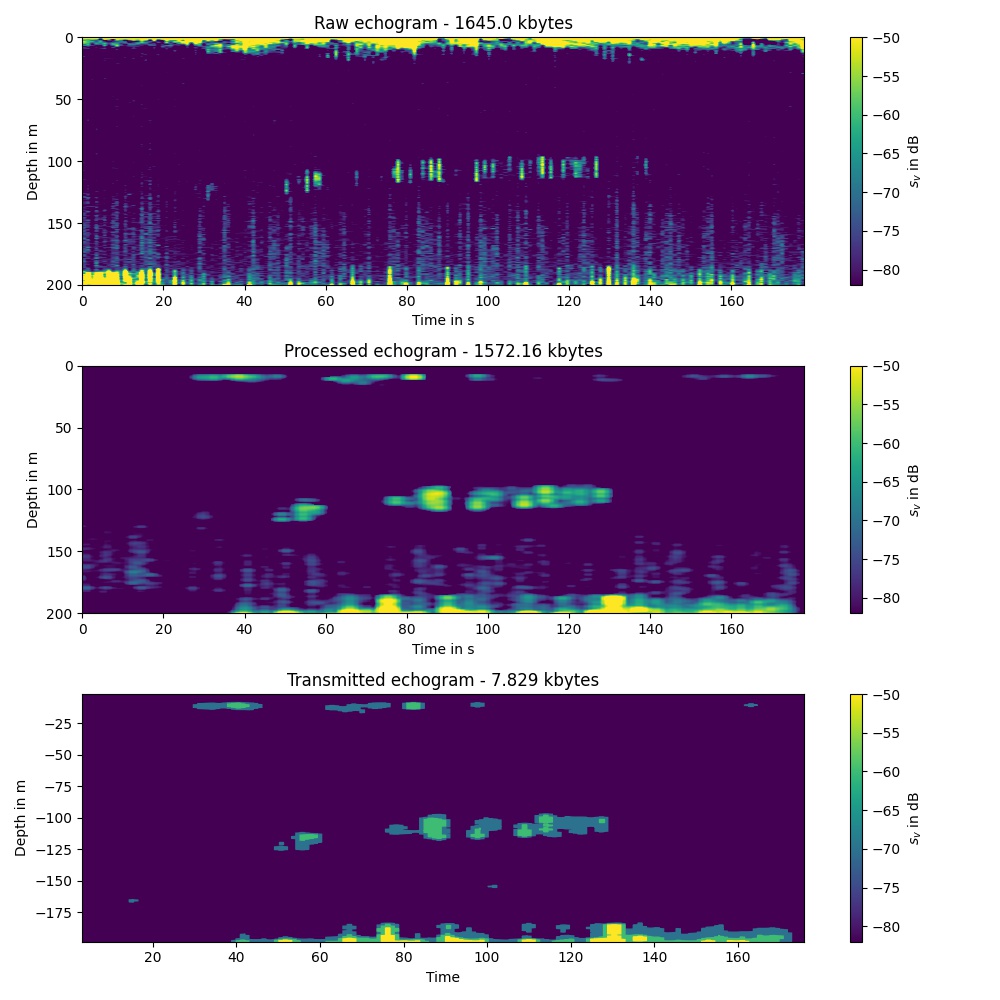 Raw echogram - 1645.0 kbytes
0
50
100
150
200
Depth in m
0 20 40 60 80 100 120 140 160
Time in s
−50
−55
−60
−65
−70
−75
−80
sv in dB
Processed echogram - 1572.16 kbytes
0
50
100
150
200
Depth in m
0 20 40 60 80 100 120 140 160
Time in s
−50
−55
−60
−65
−70
−75
−80
sv in dB
Transmitted echogram - 7.829 kbytes
−25
−50
−75
−100
−125
−150
−175
Depth in m
20 40 60 80 100 120 140 160
Time
−50
−55
−60
−65
−70
−75
−80
sv in dB